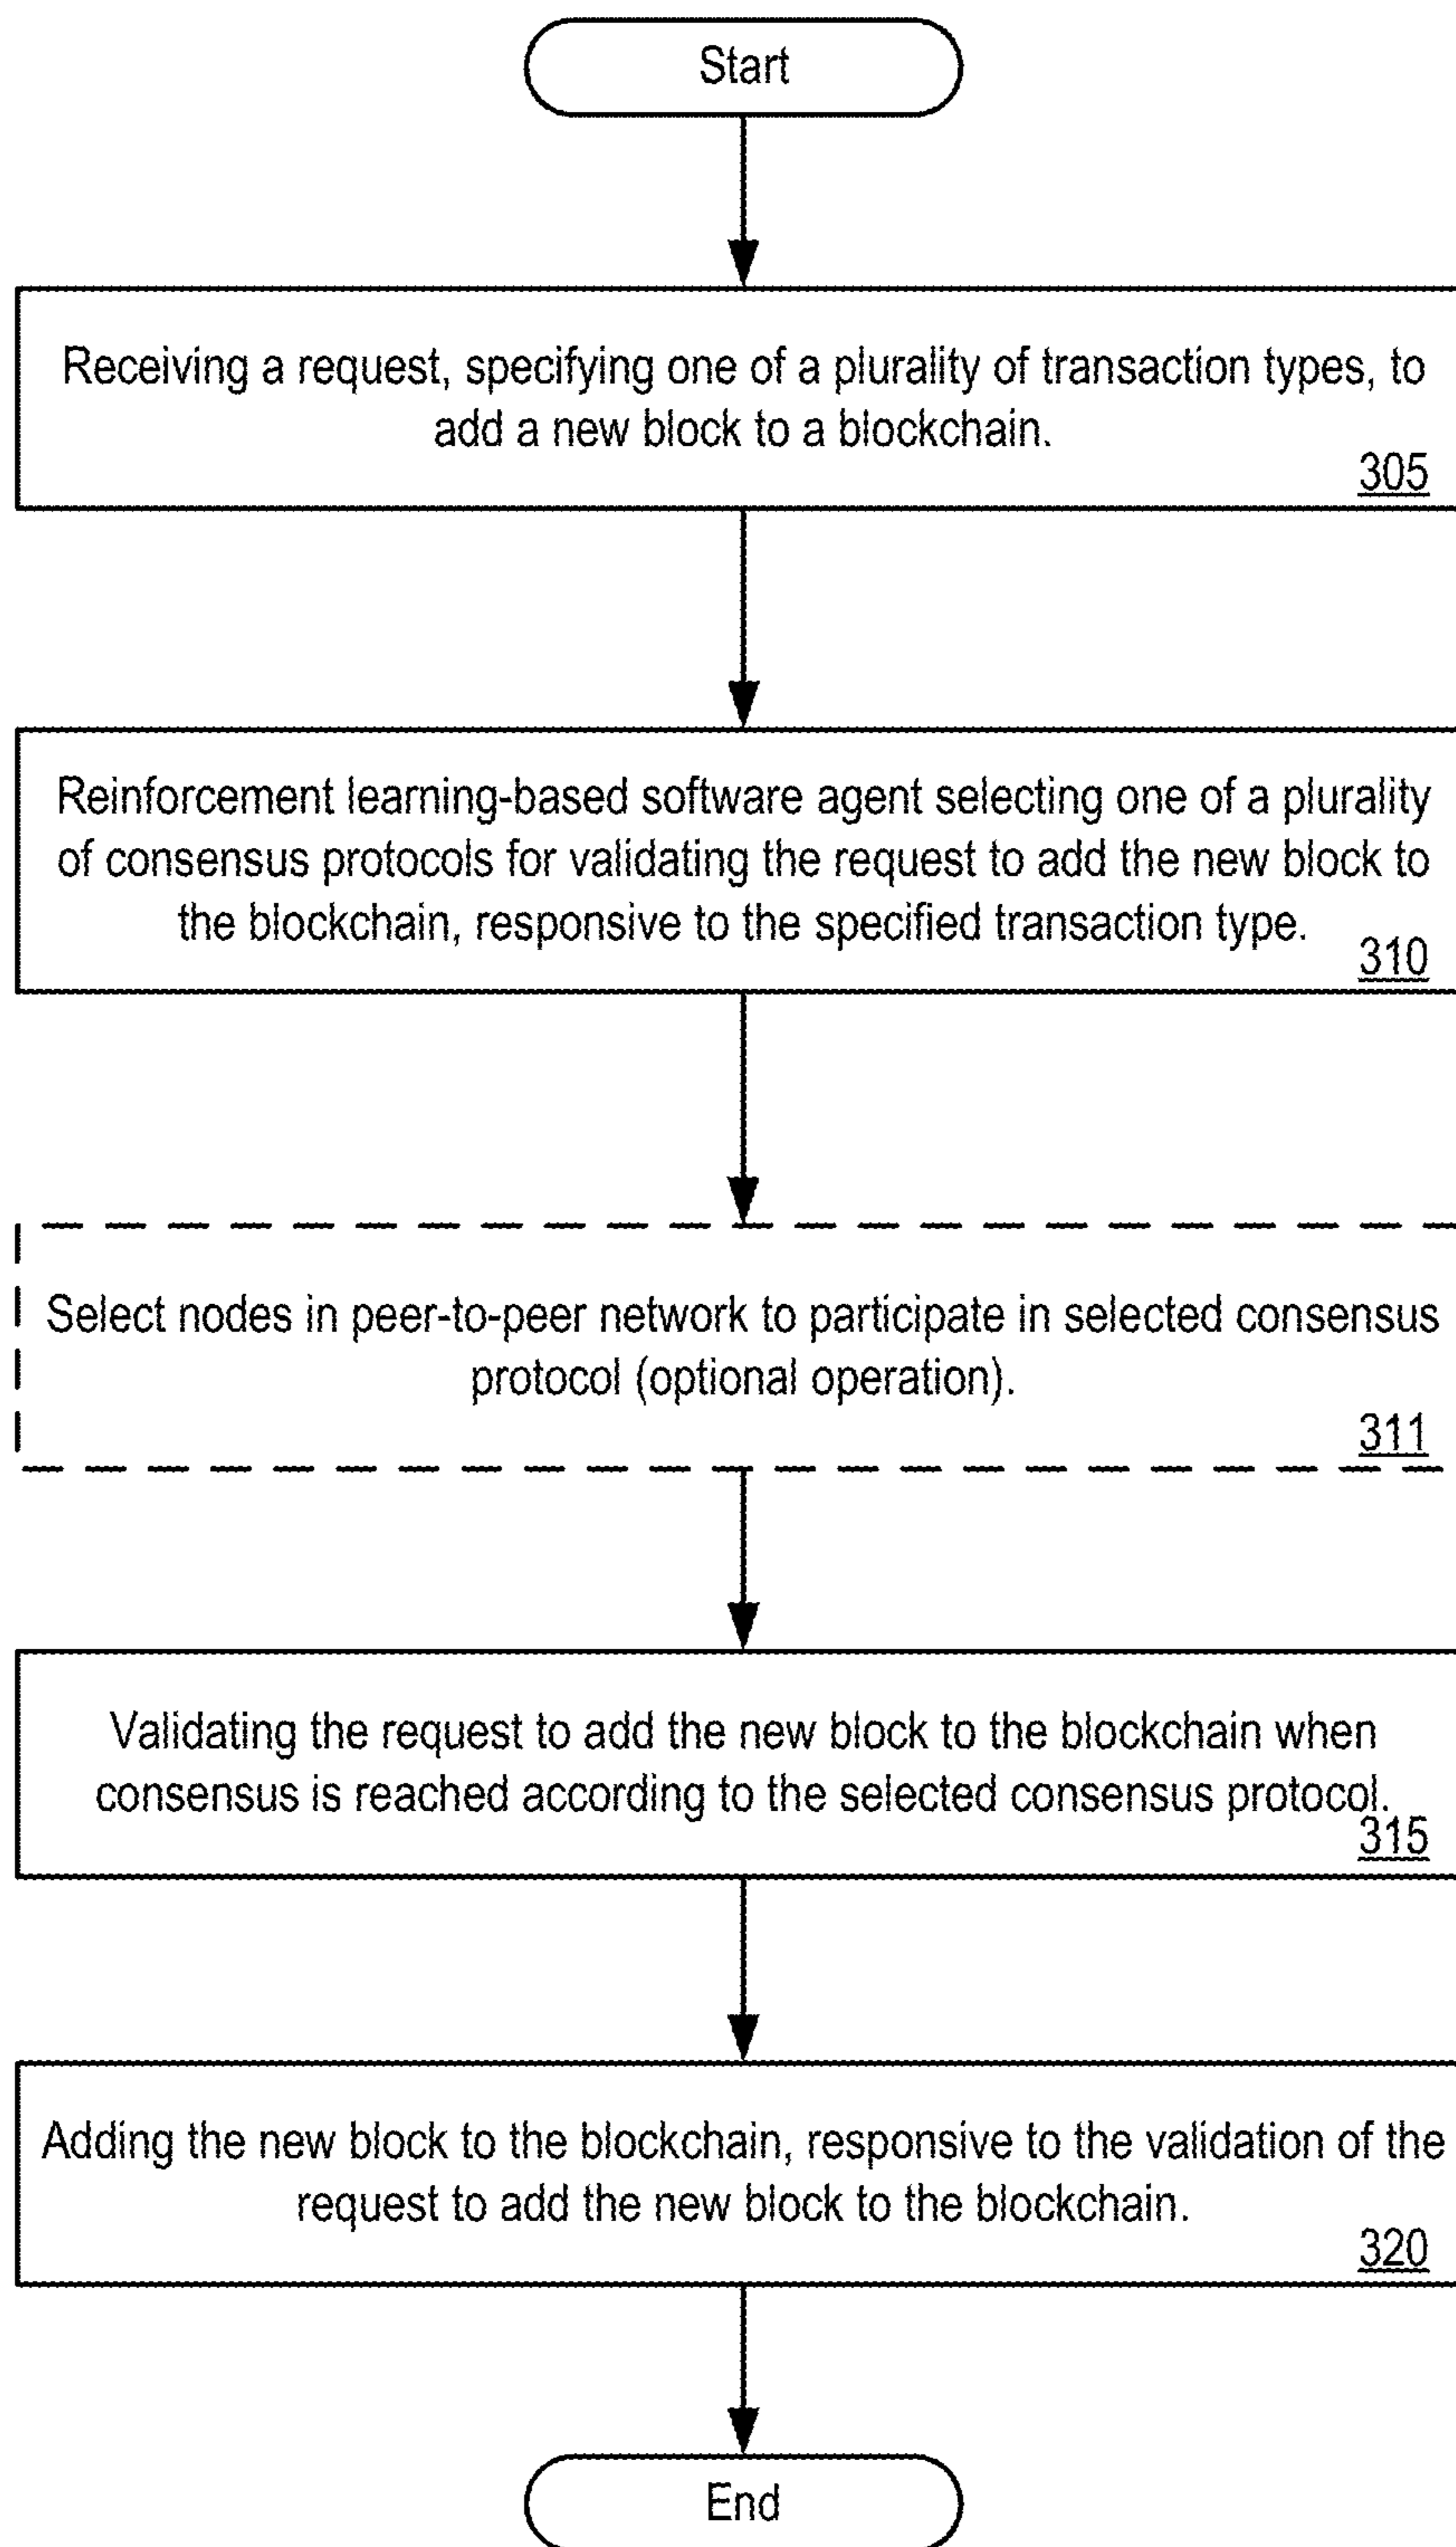 Start
Receiving a request, specifying one of a plurality of transaction types, to
add a new block to a blockchain.
305
Reinforcement learning-based software agent selecting one of a plurality
of consensus protocols for validating the request to add the new block to
the blockchain, responsive to the specified transaction type.
310
Select nodes in peer-to-peer network to participate in selected consensus
protocol (optional operation).
311
Validating the request to add the new block to the blockchain when
consensus is reached according to the selected consensus protocol.
315
Adding the new block to the blockchain, responsive to the validation of the
request to add the new block to the blockchain.
320
End